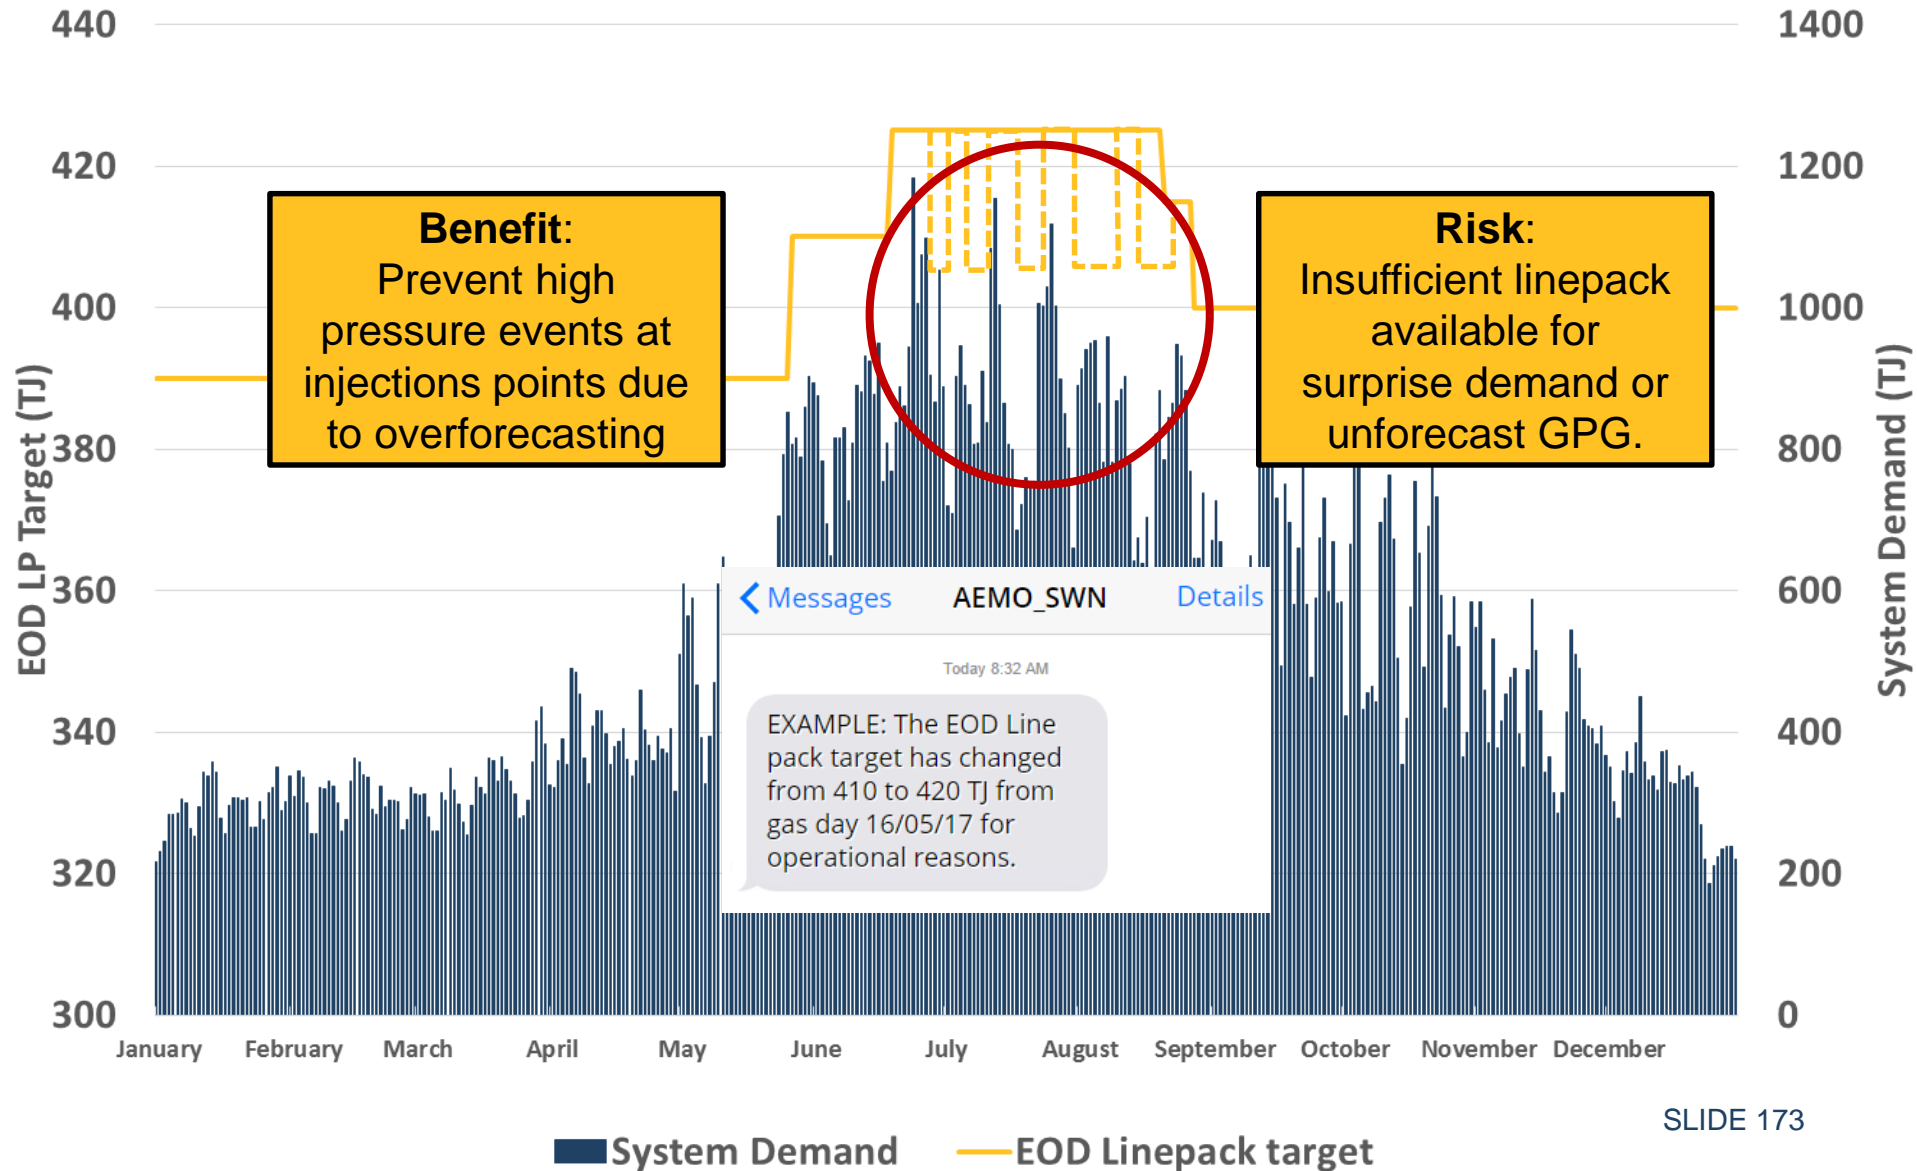 440
420
400
380
360
340
320
300
EOD LP Target (TJ)
1400
1200
1000
800
600
400
200
0
System Demand (TJ)
Benefit:
Prevent high
pressure events at
injections points due
to overforecasting
Risk:
Insufficient linepack
available for
surprise demand or
unforecast GPG.
Messages AEMO_SWN Details
Today 8:32 AM
EXAMPLE: The EOD Line
pack target has changed
from 410 to 420 TJ from
gas day 16/05/17 for
operational reasons.
January February March April May June July August September October November December
SLIDE 173
System Demand EOD Linepack target